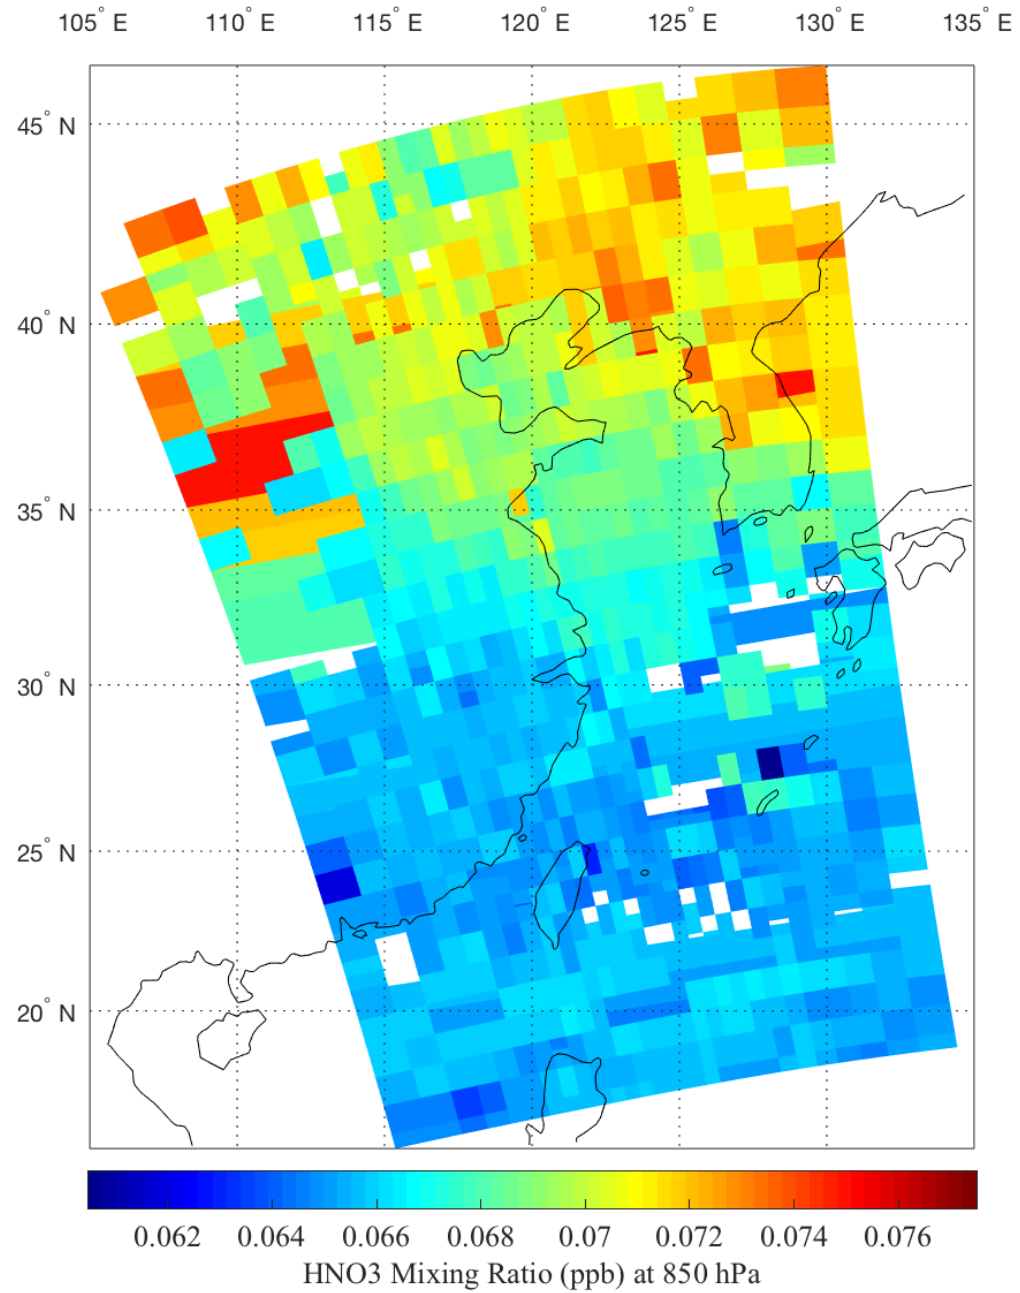 105° E 110° E 115° E 120° E 125° E 130° E 135° E
45° N
40° N
35° N
30° N
25° N
20° N
0.062 0.064 0.066 0.068 0.07 0.072 0.074 0.076
HNO3 Mixing Ratio (ppb) at 850 hPa